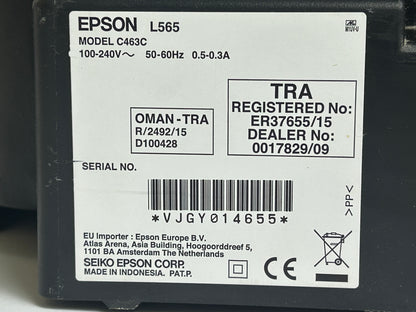 EPSON L565
MODEL C463C
100-240V~ 50-60Hz 0.5-0.3A
OMAN-TRA
R/2492/15
D100428
TRA
REGISTERED No:
ER37655/15
DEALER No:
0017829/09
SERIAL NO.
*VJGY014655*
>PP<
EU Importer : Epson Europe B.V.
Atlas Arena, Asia Building, Hoogoorddreef 5,
1101 BA Amsterdam The Netherlands
SEIKO EPSON CORP.
MADE IN INDONESIA. PAT.P.